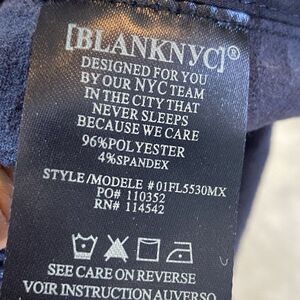 [BLANKNYC]®
DESIGNED FOR YOU
BY OUR NYC TEAM
IN THE CITY THAT
NEVER SLEEPS
BECAUSE WE CARE
96%POLYESTER
4%SPANDEX
STYLE/MODELE # 01FL5530MX
PO# 110352
RN# 114542
SEE CARE ON REVERSE
VOIR INSTRUCTION AUVERSO